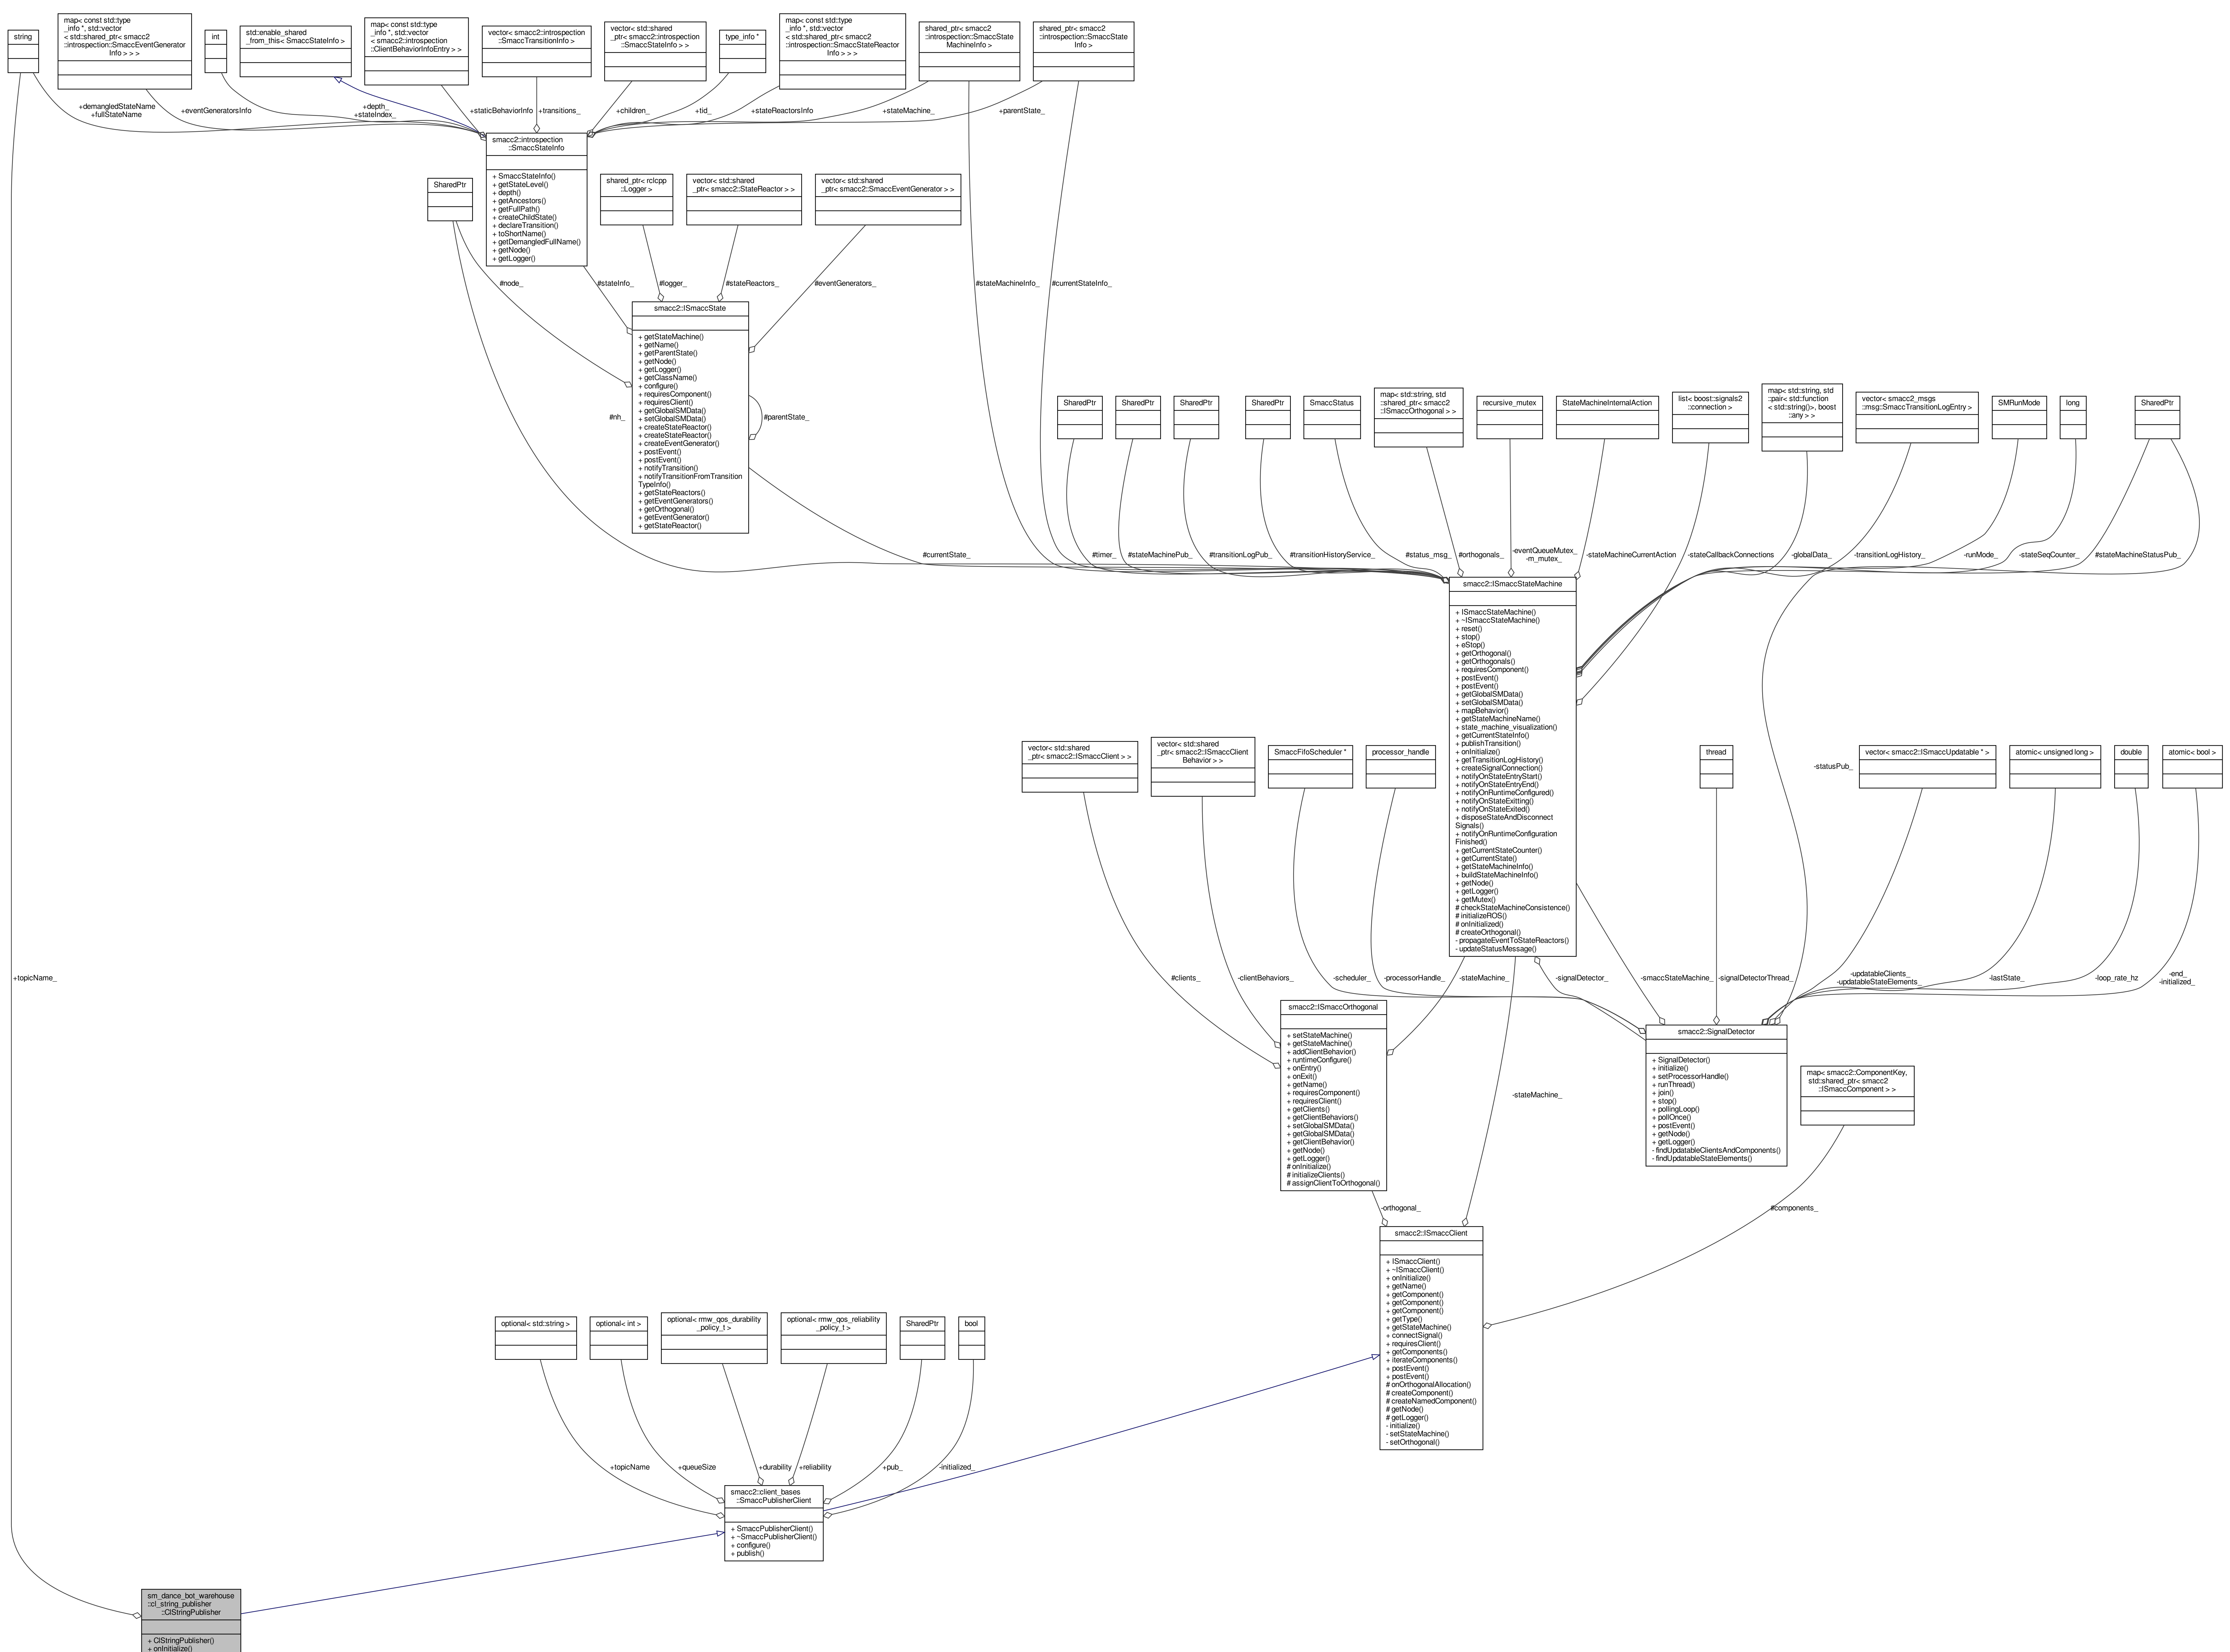 string
map< const std::type
_info *, std::vector
< std::shared_ptr< smacc2
::introspection::SmaccEventGenerator
Info > > >
int
std::enable_shared
_from_this< SmaccStateInfo >
map< const std::type
_info *, std::vector
< smacc2::introspection
::ClientBehaviorInfoEntry > >
vector< smacc2::introspection
::SmaccTransitionInfo >
vector< std::shared
_ptr< smacc2::introspection
::SmaccStateInfo > >
type_info *
map< const std::type
_info *, std::vector
< std::shared_ptr< smacc2
::introspection::SmaccStateReactor
Info > > >
shared_ptr< smacc2
::introspection::SmaccState
MachineInfo >
shared_ptr< smacc2
::introspection::SmaccState
Info >
+demangledStateName
+fullStateName
+eventGeneratorsInfo
+depth_
+stateIndex_
+staticBehaviorInfo
+transitions_
+children_
+tid_
+stateReactorsInfo
+stateMachine_
+parentState_
smacc2::introspection
::SmaccStateInfo
+ SmaccStateInfo()
+ getStateLevel()
+ depth()
+ getAncestors()
+ getFullPath()
+ createChildState()
+ declareTransition()
+ toShortName()
+ getDemangledFullName()
+ getNode()
+ getLogger()
SharedPtr
shared_ptr< rclcpp
::Logger >
vector< std::shared
_ptr< smacc2::StateReactor > >
vector< std::shared
_ptr< smacc2::SmaccEventGenerator > >
#node_
#stateInfo_
#logger_
#stateReactors_
#eventGenerators_
#stateMachineInfo_
#currentStateInfo_
smacc2::ISmaccState
+ getStateMachine()
+ getName()
+ getParentState()
+ getNode()
+ getLogger()
+ getClassName()
+ configure()
+ requiresComponent()
+ requiresClient()
+ getGlobalSMData()
+ setGlobalSMData()
+ createStateReactor()
+ createStateReactor()
+ createEventGenerator()
+ postEvent()
+ postEvent()
+ notifyTransition()
+ notifyTransitionFromTransition
TypeInfo()
+ getStateReactors()
+ getEventGenerators()
+ getOrthogonal()
+ getEventGenerator()
+ getStateReactor()
#parentState_
#nh_
SharedPtr
SharedPtr
SharedPtr
SharedPtr
SmaccStatus
map< std::string, std
::shared_ptr< smacc2
::ISmaccOrthogonal > >
recursive_mutex
StateMachineInternalAction
list< boost::signals2
::connection >
map< std::string, std
::pair< std::function
< std::string()>, boost
::any > >
vector< smacc2_msgs
::msg::SmaccTransitionLogEntry >
SMRunMode
long
SharedPtr
#currentState_
#timer_
#stateMachinePub_
#transitionLogPub_
#transitionHistoryService_
#status_msg_
#orthogonals_
-eventQueueMutex_
-m_mutex_
-stateMachineCurrentAction
-stateCallbackConnections
-globalData_
-transitionLogHistory_
-runMode_
-stateSeqCounter_
#stateMachineStatusPub_
smacc2::ISmaccStateMachine
+ ISmaccStateMachine()
+ ~ISmaccStateMachine()
+ reset()
+ stop()
+ eStop()
+ getOrthogonal()
+ getOrthogonals()
+ requiresComponent()
+ postEvent()
+ postEvent()
+ getGlobalSMData()
+ setGlobalSMData()
+ mapBehavior()
+ getStateMachineName()
+ state_machine_visualization()
+ getCurrentStateInfo()
+ publishTransition()
+ onInitialize()
+ getTransitionLogHistory()
+ createSignalConnection()
+ notifyOnStateEntryStart()
+ notifyOnStateEntryEnd()
+ notifyOnRuntimeConfigured()
+ notifyOnStateExitting()
+ notifyOnStateExited()
+ disposeStateAndDisconnect
Signals()
+ notifyOnRuntimeConfiguration
Finished()
+ getCurrentStateCounter()
+ getCurrentState()
+ getStateMachineInfo()
+ buildStateMachineInfo()
+ getNode()
+ getLogger()
+ getMutex()
# checkStateMachineConsistence()
# initializeROS()
# onInitialized()
# createOrthogonal()
- propagateEventToStateReactors()
- updateStatusMessage()
vector< std::shared
_ptr< smacc2::ISmaccClient > >
vector< std::shared
_ptr< smacc2::ISmaccClient
Behavior > >
SmaccFifoScheduler *
processor_handle
thread
-statusPub_
vector< smacc2::ISmaccUpdatable * >
atomic< unsigned long >
double
atomic< bool >
+topicName_
#clients_
-clientBehaviors_
-scheduler_
-processorHandle_
-stateMachine_
-signalDetector_
-smaccStateMachine_
-signalDetectorThread_
-updatableClients_
-updatableStateElements_
-lastState_
-loop_rate_hz
-end_
-initialized_
smacc2::ISmaccOrthogonal
+ setStateMachine()
+ getStateMachine()
+ addClientBehavior()
+ runtimeConfigure()
+ onEntry()
+ onExit()
+ getName()
+ requiresComponent()
+ requiresClient()
+ getClients()
+ getClientBehaviors()
+ setGlobalSMData()
+ getGlobalSMData()
+ getClientBehavior()
+ getNode()
+ getLogger()
# onInitialize()
# initializeClients()
# assignClientToOrthogonal()
smacc2::SignalDetector
+ SignalDetector()
+ initialize()
+ setProcessorHandle()
+ runThread()
+ join()
+ stop()
+ pollingLoop()
+ pollOnce()
+ postEvent()
+ getNode()
+ getLogger()
- findUpdatableClientsAndComponents()
- findUpdatableStateElements()
map< smacc2::ComponentKey,
std::shared_ptr< smacc2
::ISmaccComponent > >
-stateMachine_
-orthogonal_
#components_
smacc2::ISmaccClient
+ ISmaccClient()
+ ~ISmaccClient()
+ onInitialize()
+ getName()
+ getComponent()
+ getComponent()
+ getComponent()
+ getType()
+ getStateMachine()
+ connectSignal()
+ requiresClient()
+ getComponents()
+ iterateComponents()
+ postEvent()
+ postEvent()
# onOrthogonalAllocation()
# createComponent()
# createNamedComponent()
# getNode()
# getLogger()
- initialize()
- setStateMachine()
- setOrthogonal()
optional< std::string >
optional< int >
optional< rmw_qos_durability
_policy_t >
optional< rmw_qos_reliability
_policy_t >
SharedPtr
bool
+topicName
+queueSize
+durability
+reliability
+pub_
-initialized_
smacc2::client_bases
::SmaccPublisherClient
+ SmaccPublisherClient()
+ ~SmaccPublisherClient()
+ configure()
+ publish()
sm_dance_bot_warehouse
::cl_string_publisher
::ClStringPublisher
+ ClStringPublisher()
+ onInitialize()